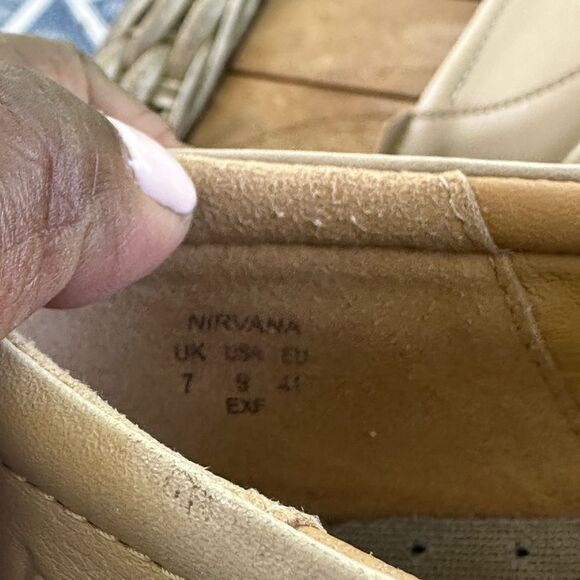 NIRVANA
UK USA EU
7 9 41
EXF